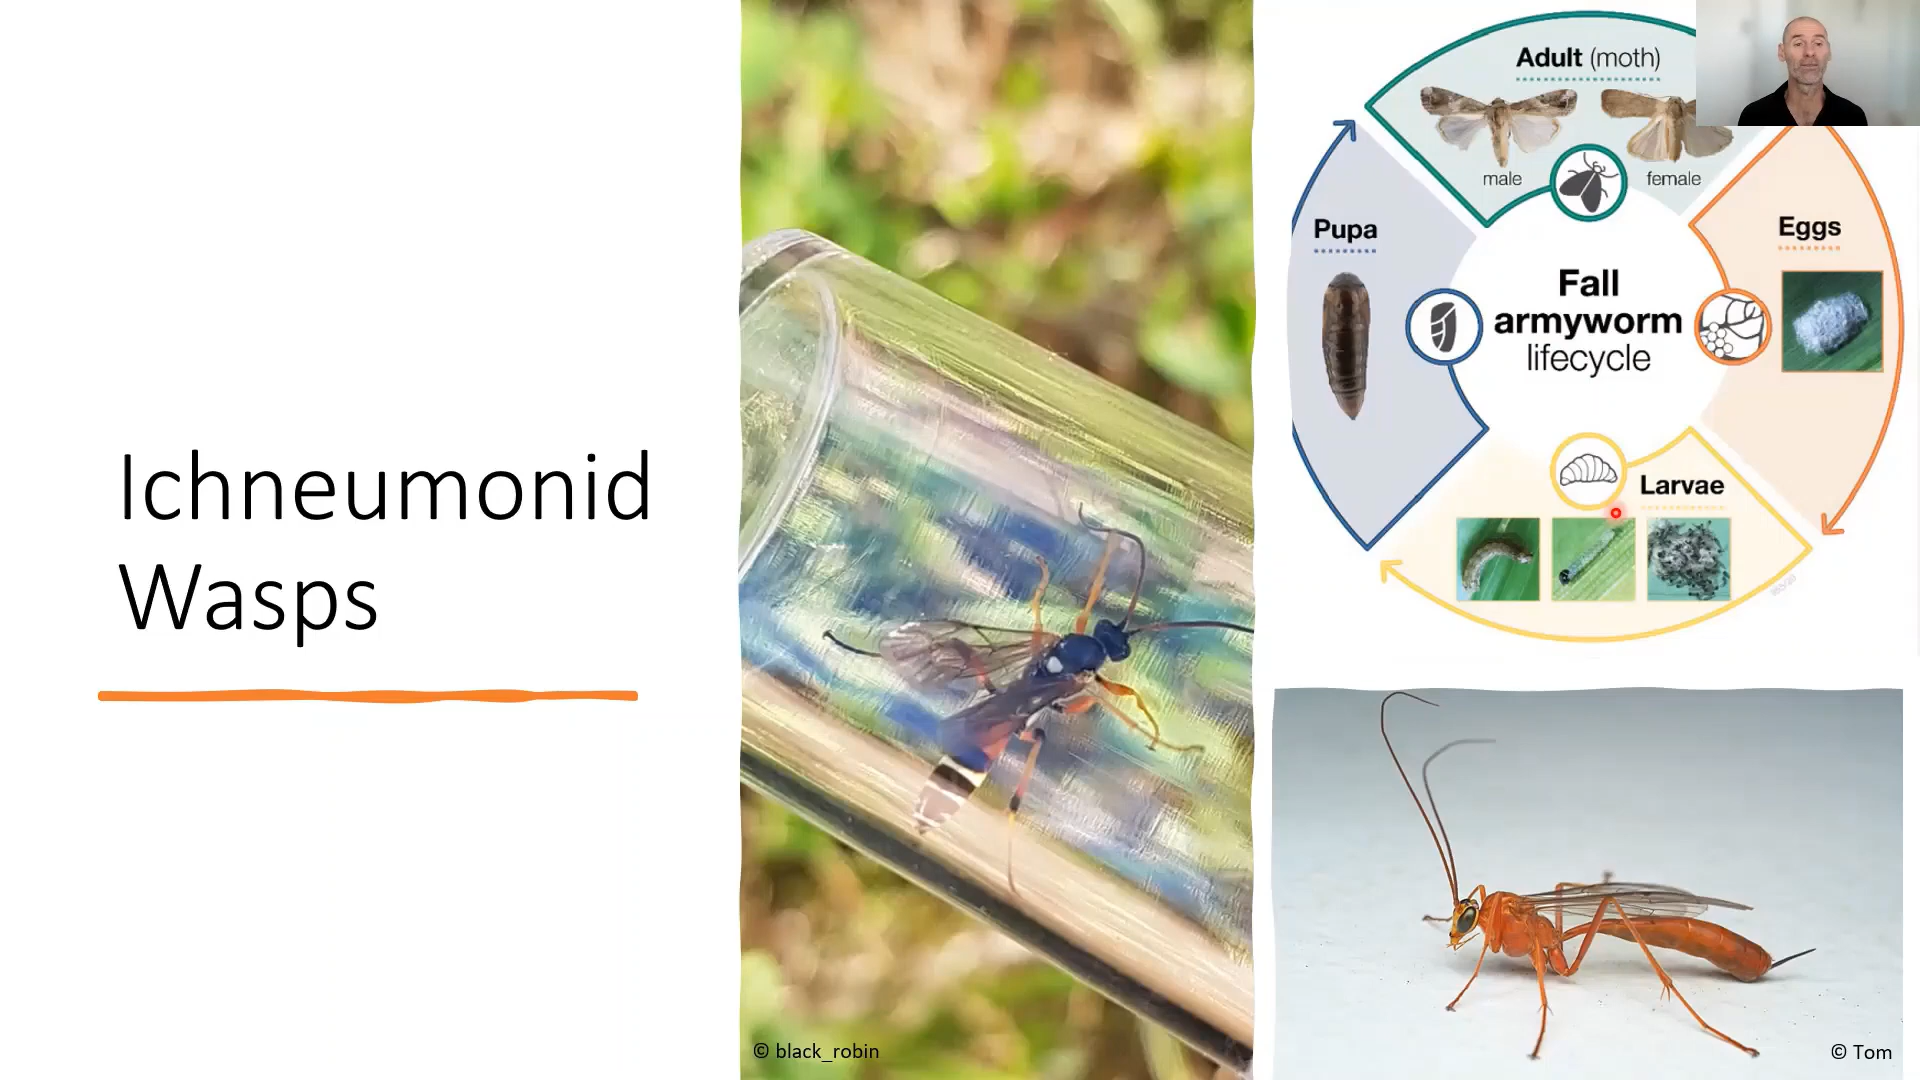 Ichneumonid
Wasps
© black_robin
Adult (moth)
male
female
Pupa
Eggs
Fall
armyworm
lifecycle
Larvae
© Tom